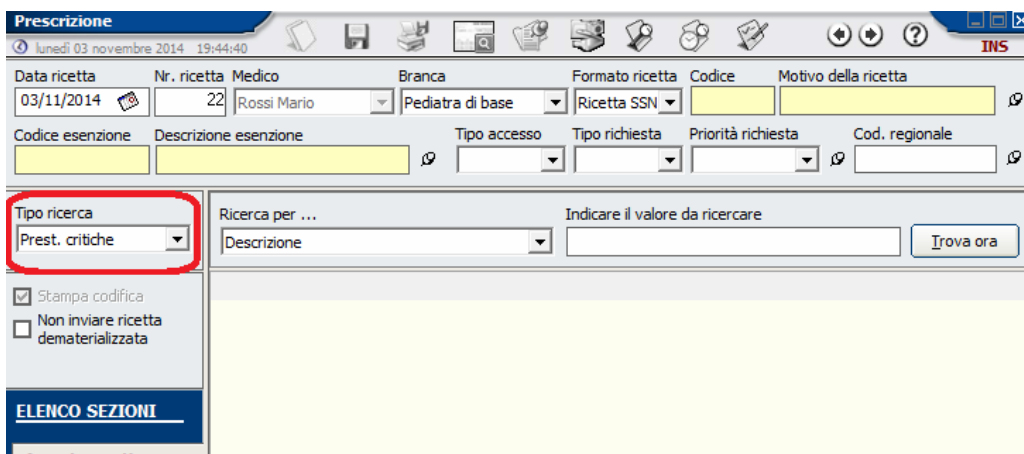 Prescrizione
lunedì 03 novembre 2014 19:44:40
INS
Data ricetta Nr. ricetta Medico Branca Formato ricetta Codice Motivo della ricetta
03/11/2014 22 Rossi Mario Pediatra di base Ricetta SSN
Codice esenzione Descrizione esenzione Tipo accesso Tipo richiesta Priorità richiesta Cod. regionale
Tipo ricerca Ricerca per ... Indicare il valore da ricercare
Prest. critiche Descrizione Trova ora
Stampa codifica
Non inviare ricetta
dematerializzata
ELENCO SEZIONI